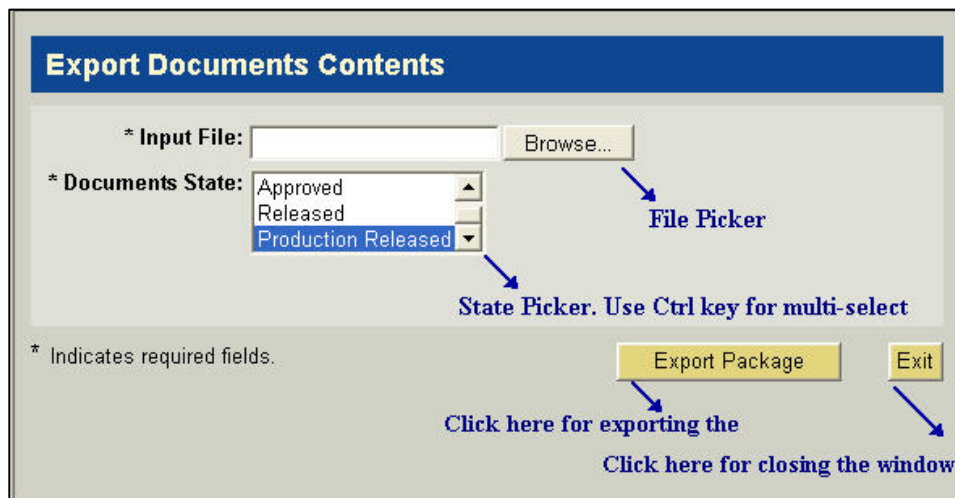 Export Documents Contents
* Input File:
Browse...
* Documents State:
Approved
Released
Production Released
File Picker
State Picker. Use Ctrl key for multi-select
* Indicates required fields.
Export Package
Exit
Click here for exporting the
Click here for closing the window